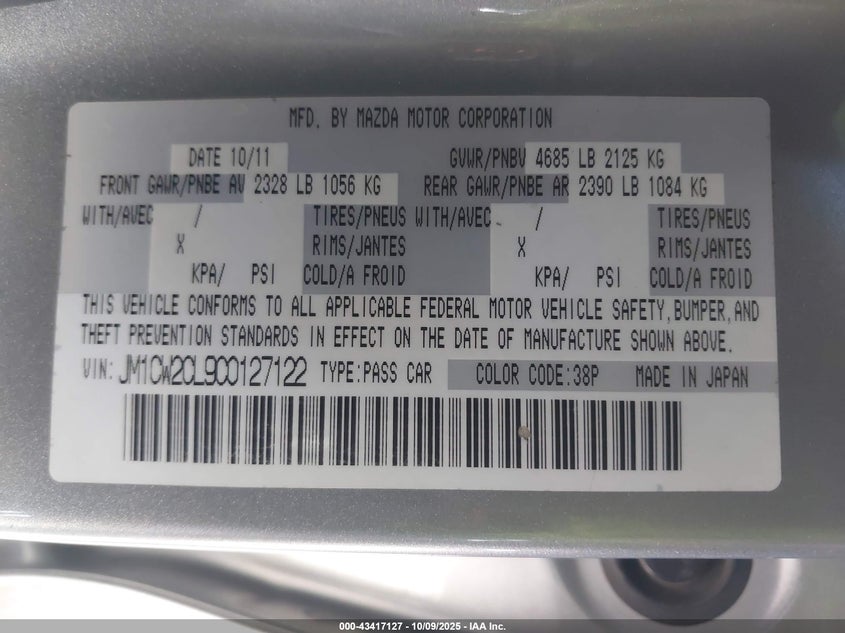 MFD. BY MAZDA MOTOR CORPORATION
DATE 10/11 GVWR/PNBV 4685 LB 2125 KG
FRONT GAWR/PNBE AV 2328 LB 1056 KG REAR GAWR/PNBE AR 2390 LB 1084 KG
WITH/AVEC / TIRES/PNEUS WITH/AVEC / TIRES/PNEUS
X RIMS/JANTES X RIMS/JANTES
KPA/ PSI COLD/A FROID KPA/ PSI COLD/A FROID
THIS VEHICLE CONFORMS TO ALL APPLICABLE FEDERAL MOTOR VEHICLE SAFETY, BUMPER, AND
THEFT PREVENTION STANDARDS IN EFFECT ON THE DATE OF MANUFACTURE SHOWN ABOVE.
VIN: JM1CW2CL9C0127122 TYPE: PASS CAR COLOR CODE: 38P MADE IN JAPAN
000-43417127 - 10/09/2025 - IAA Inc.